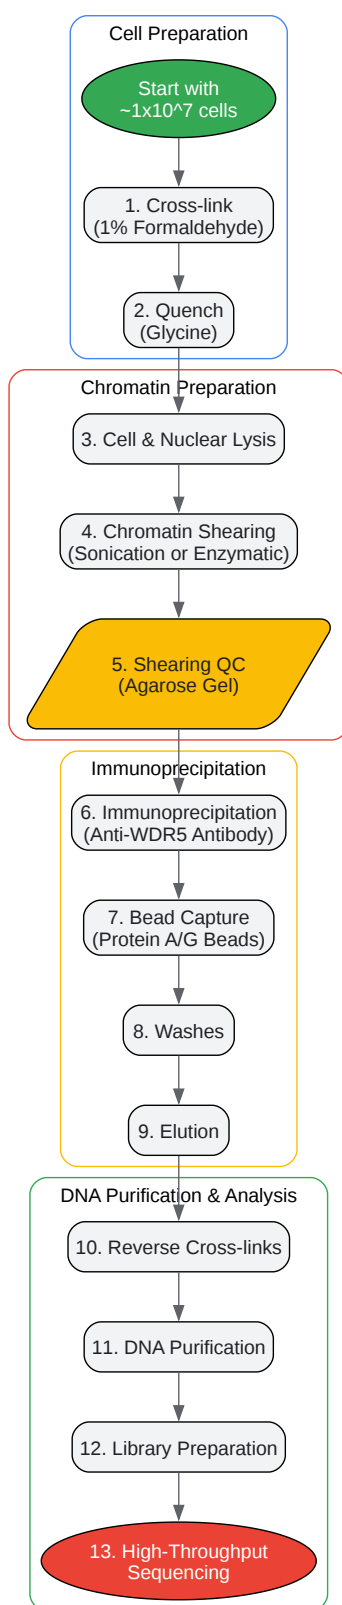 Cell Preparation
Start with
~1x10^7 cells
1. Cross-link
(1% Formaldehyde)
2. Quench
(Glycine)
Chromatin Preparation
3. Cell & Nuclear Lysis
4. Chromatin Shearing
(Sonication or Enzymatic)
5. Shearing QC
(Agarose Gel)
Immunoprecipitation
6. Immunoprecipitation
(Anti-WDR5 Antibody)
7. Bead Capture
(Protein A/G Beads)
8. Washes
9. Elution
DNA Purification & Analysis
10. Reverse Cross-links
11. DNA Purification
12. Library Preparation
13. High-Throughput
Sequencing